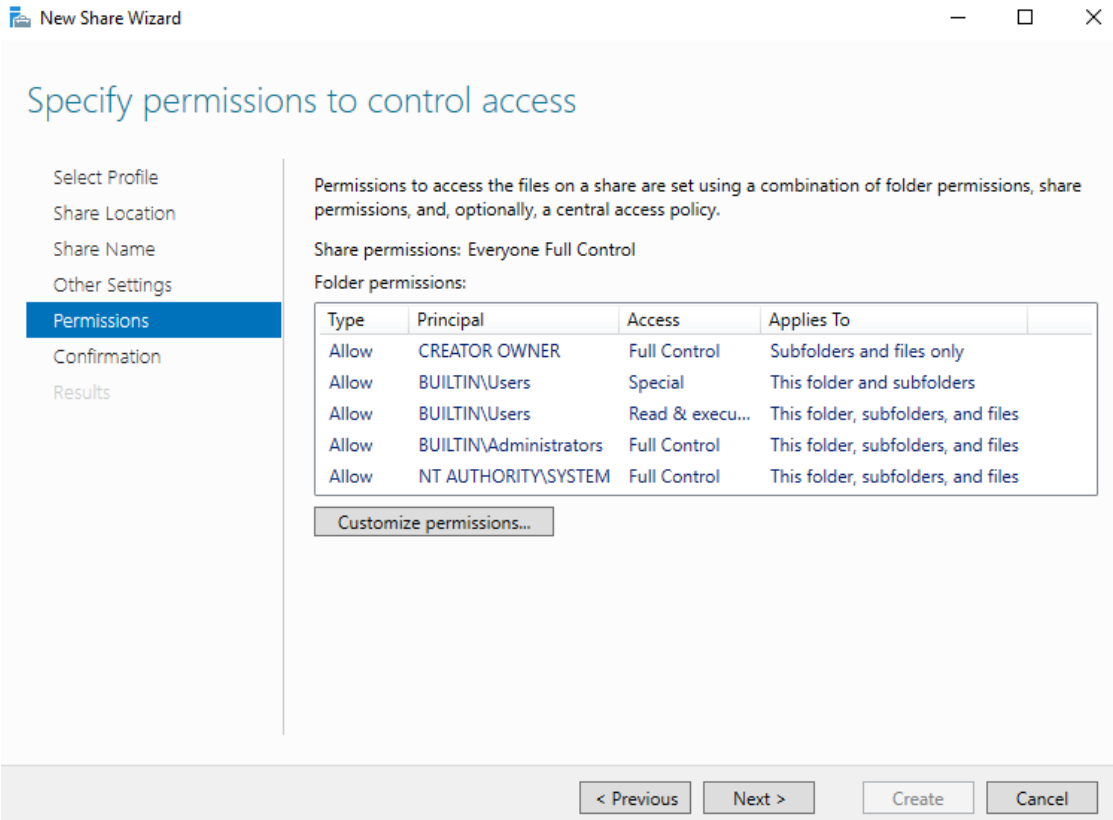 New Share Wizard
Specify permissions to control access
Select Profile
Share Location
Share Name
Other Settings
Permissions
Confirmation
Results
Permissions to access the files on a share are set using a combination of folder permissions, share
permissions, and, optionally, a central access policy.
Share permissions: Everyone Full Control
Folder permissions:
Type Principal Access Applies To
Allow CREATOR OWNER Full Control Subfolders and files only
Allow BUILTIN\Users Special This folder and subfolders
Allow BUILTIN\Users Read & execu... This folder, subfolders, and files
Allow BUILTIN\Administrators Full Control This folder, subfolders, and files
Allow NT AUTHORITY\SYSTEM Full Control This folder, subfolders, and files
Customize permissions...
< Previous Next > Create Cancel